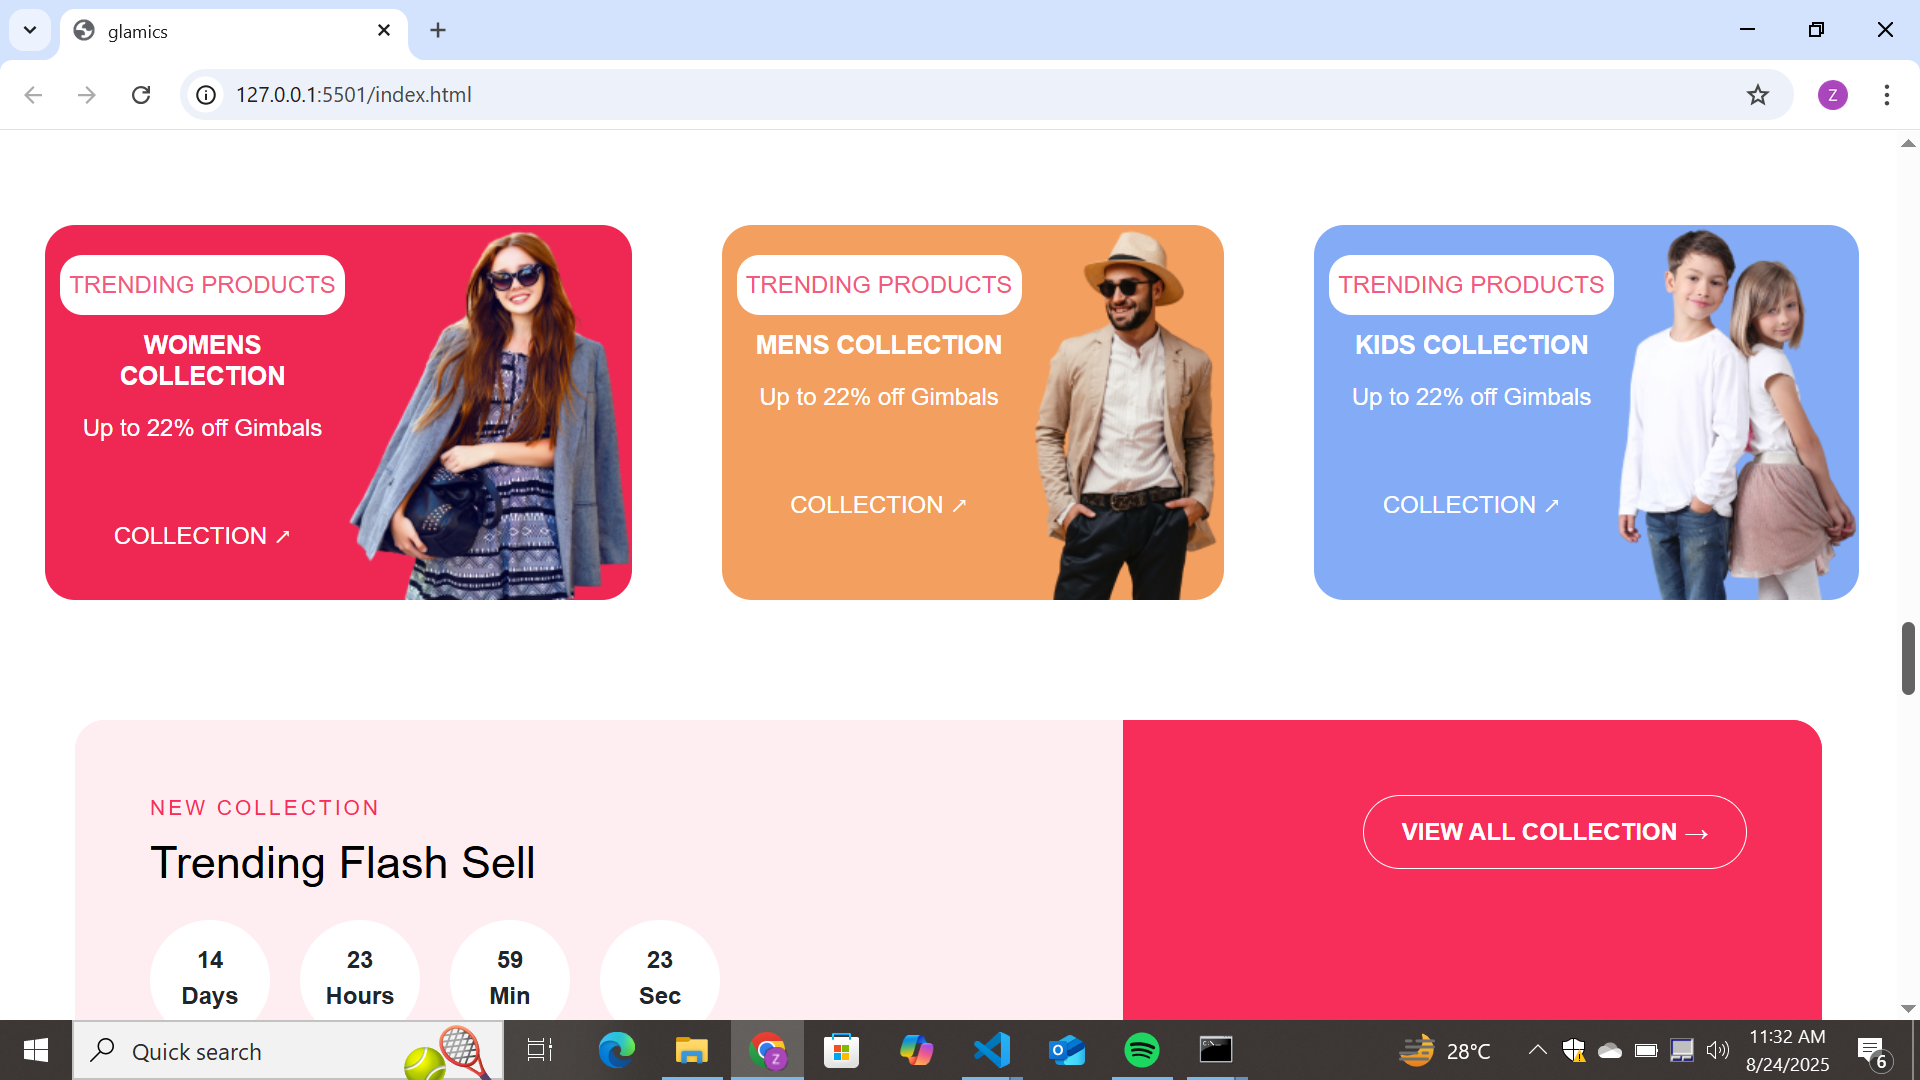 glamics
127.0.0.1:5501/index.html
Z
TRENDING PRODUCTS
WOMENS
COLLECTION
Up to 22% off Gimbals
COLLECTION ↗
TRENDING PRODUCTS
MENS COLLECTION
Up to 22% off Gimbals
COLLECTION ↗
TRENDING PRODUCTS
KIDS COLLECTION
Up to 22% off Gimbals
COLLECTION ↗
NEW COLLECTION
Trending Flash Sell
14
Days
23
Hours
59
Min
23
Sec
VIEW ALL COLLECTION →
Quick search
Z
28°C
11:32 AM
8/24/2025
6